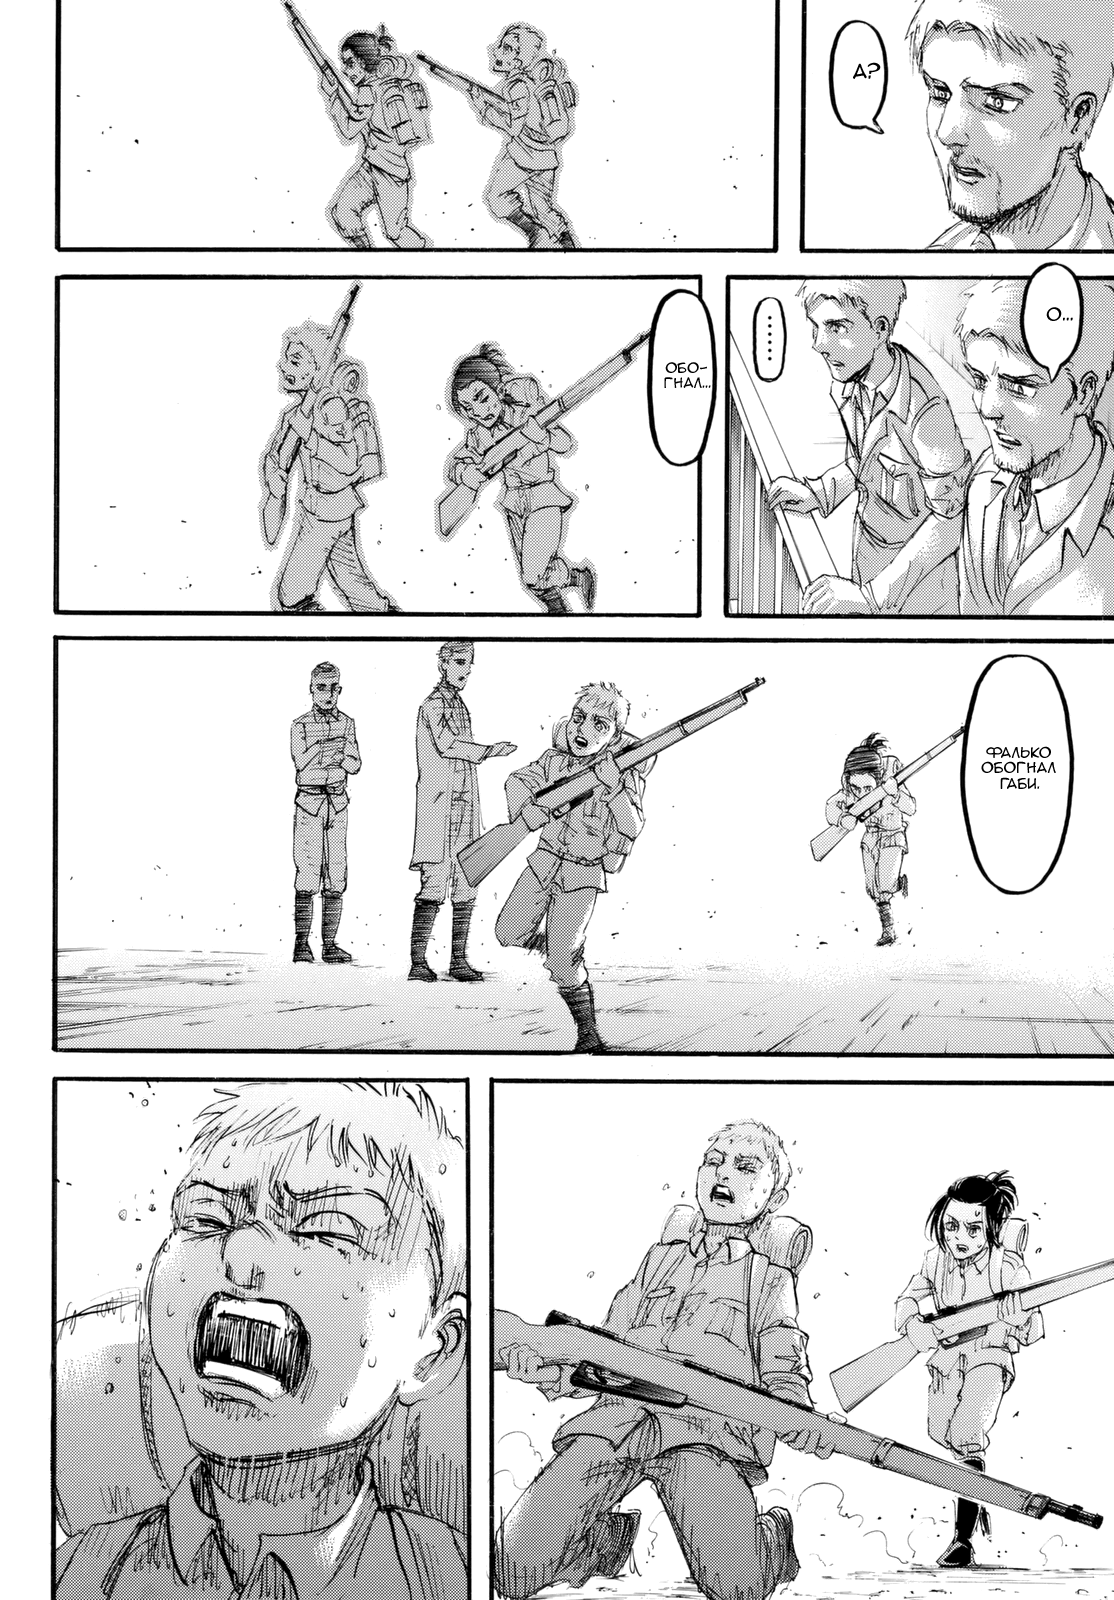 А?
О...
......
ОБО-
ГНАЛ...
ФАЛЬКО
ОБОГНАЛ
ГАБИ.